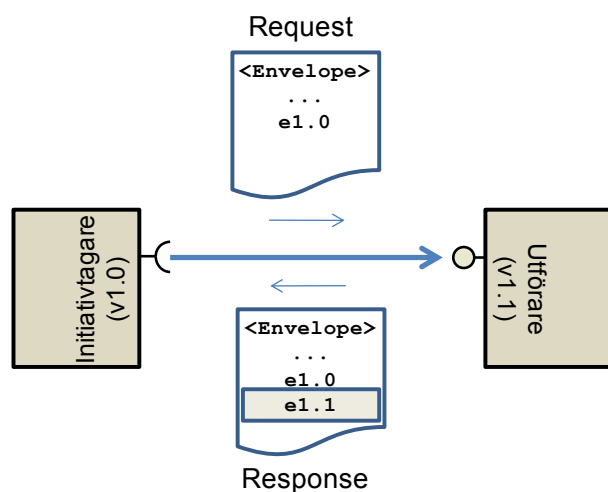 Request
<Envelope>
...
e1.0
Initiativtagare
(v1.0)
Utförare
(v1.1)
<Envelope>
...
e1.0
e1.1
Response